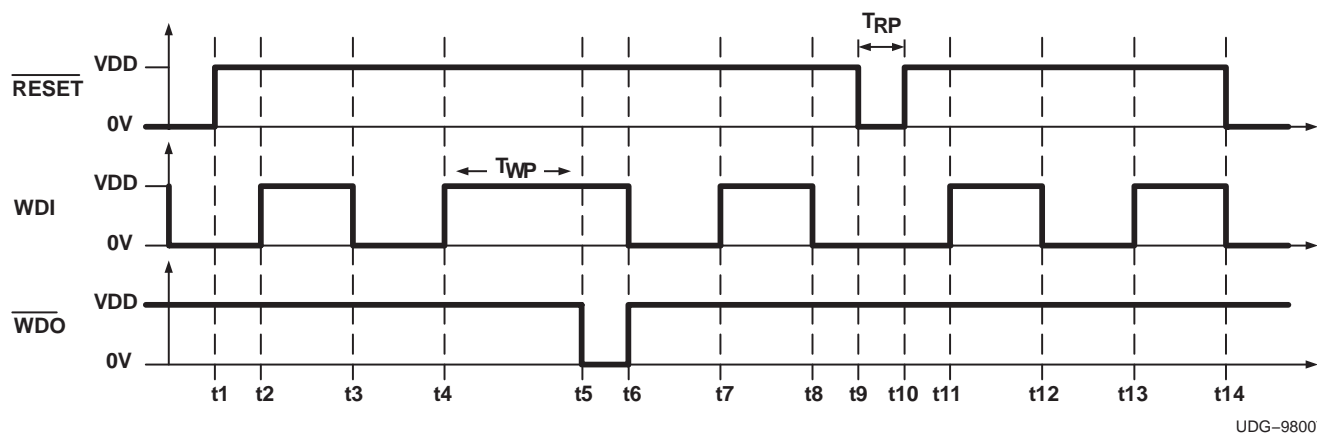 TRP
VDD
RESET
0V
VDD
TWP
WDI
0V
VDD
WDO
0V
t1 t2 t3 t4 t5 t6 t7 t8 t9 t10 t11 t12 t13 t14
UDG–9800